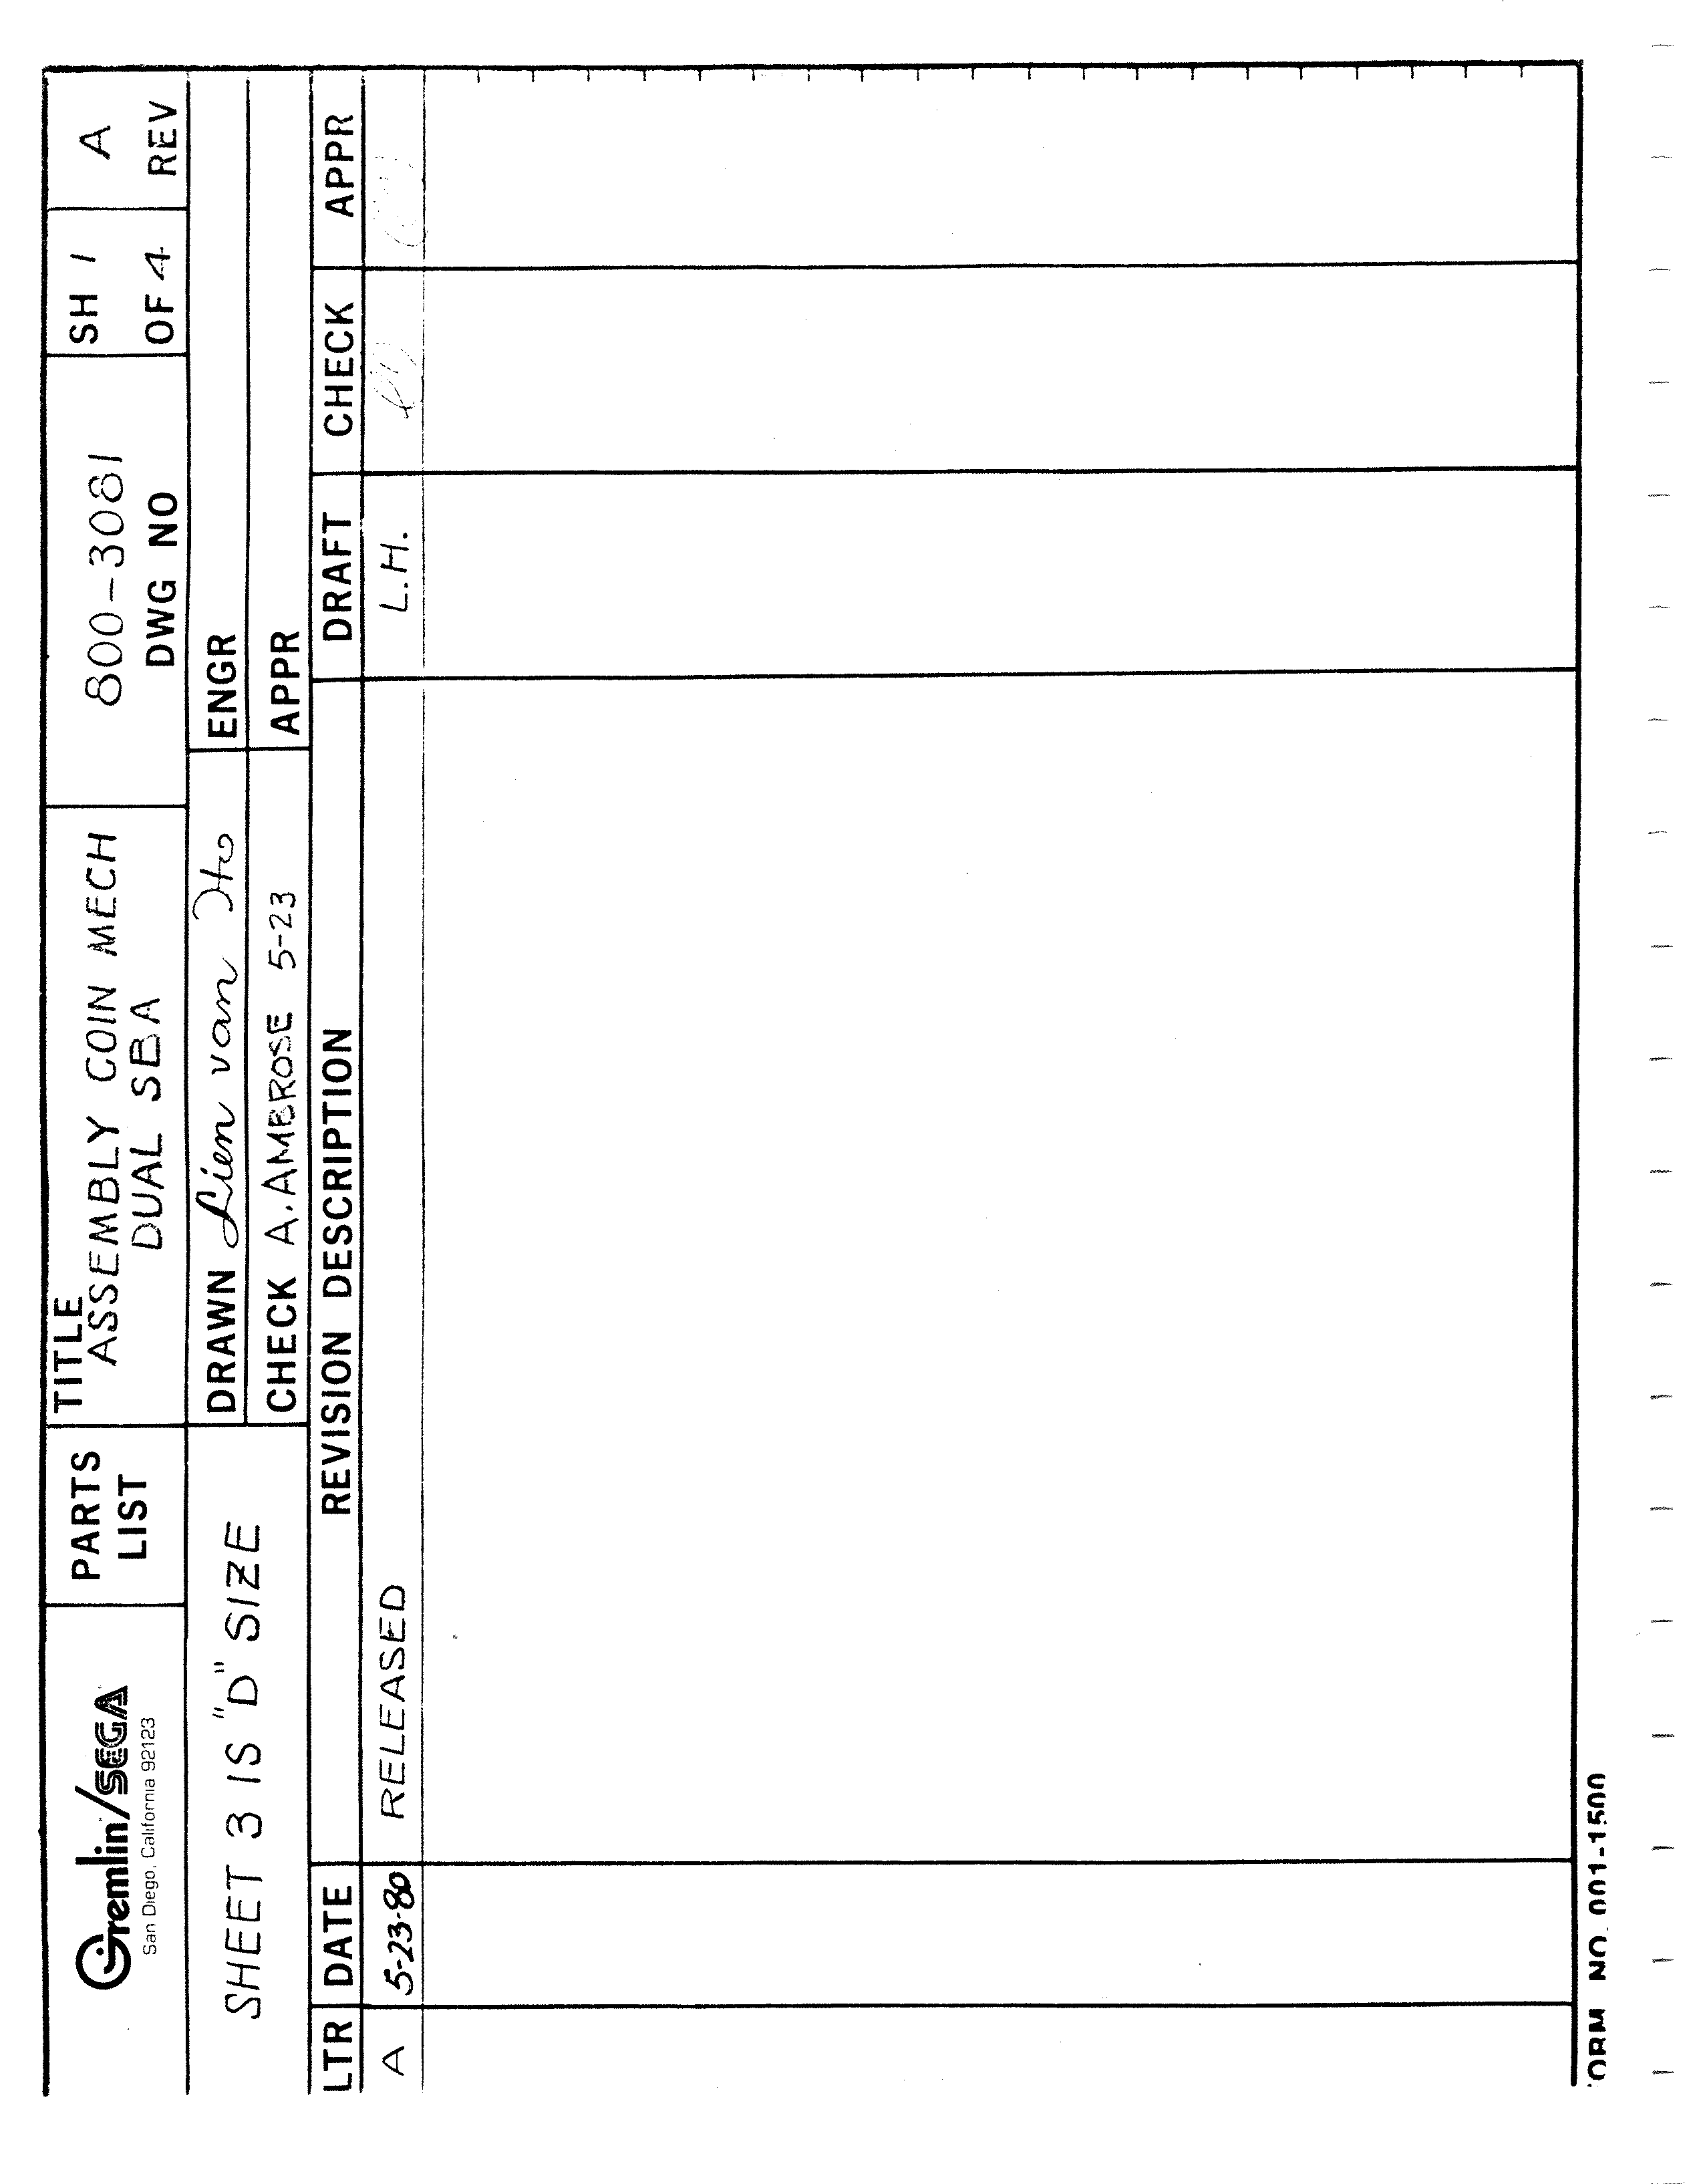 Gremlin/SEGA
San Diego, California 92123
PARTS
LIST
TITLE
ASSEMBLY COIN MECH
DUAL SBA
800-3081
DWG NO
SH 1
OF 4
A
REV
SHEET 3 IS "D" SIZE
DRAWN Lien van Ho
ENGR
CHECK A. AMBROSE 5-23
APPR
LTR DATE REVISION DESCRIPTION DRAFT CHECK APPR
A 5-23-80 RELEASED L.H.
ORM NO. 001-1500